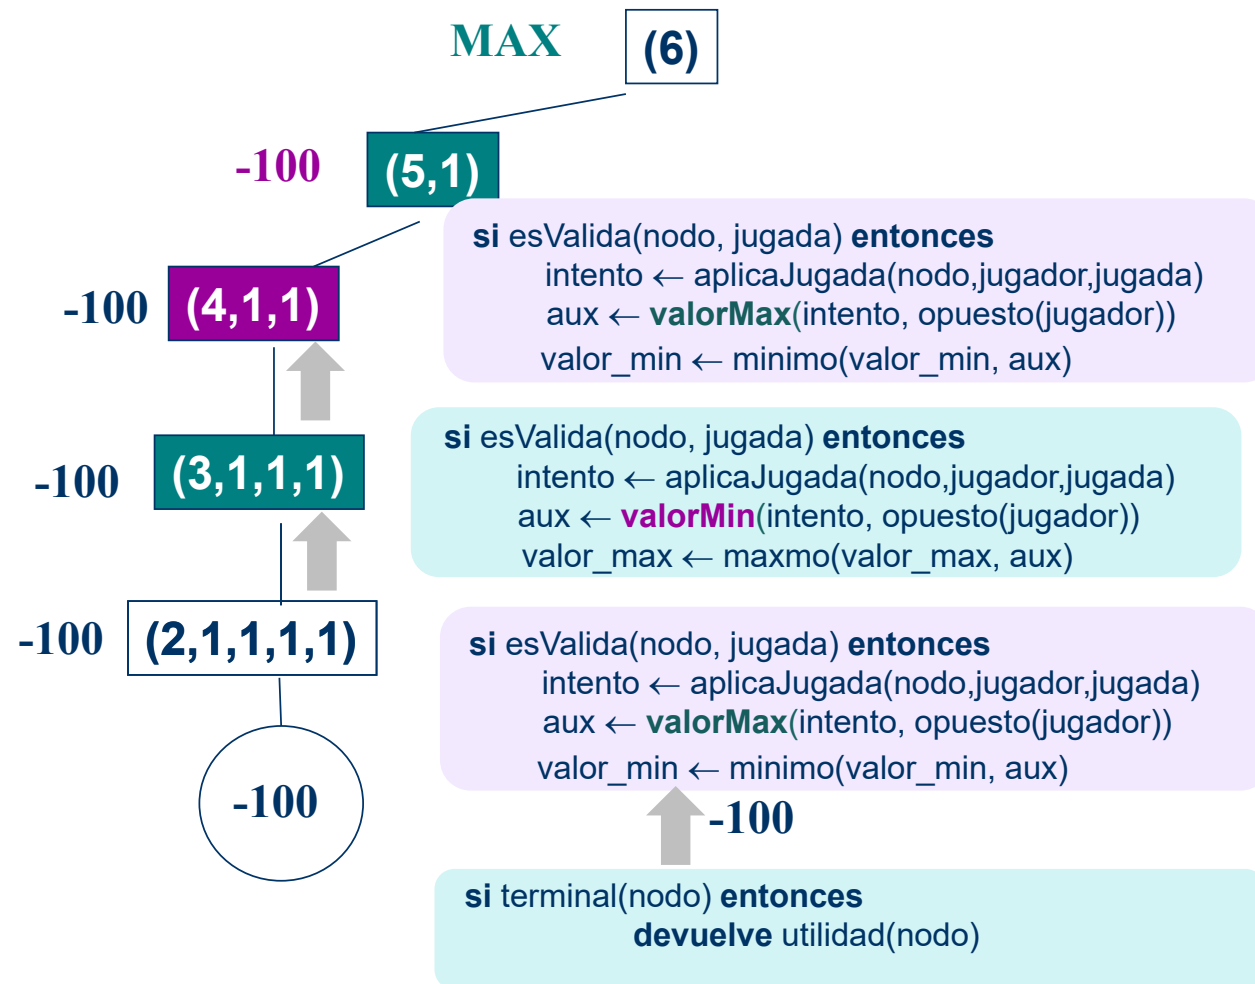 MAX
(6)
-100
(5,1)
si esValida(nodo, jugada) entonces
intento ← aplicaJugada(nodo,jugador,jugada)
aux ← valorMax(intento, opuesto(jugador))
valor_min ← minimo(valor_min, aux)
-100
(4,1,1)
si esValida(nodo, jugada) entonces
intento ← aplicaJugada(nodo,jugador,jugada)
aux ← valorMin(intento, opuesto(jugador))
valor_max ← maxmo(valor_max, aux)
-100
(3,1,1,1)
-100
(2,1,1,1,1)
si esValida(nodo, jugada) entonces
intento ← aplicaJugada(nodo,jugador,jugada)
aux ← valorMax(intento, opuesto(jugador))
valor_min ← minimo(valor_min, aux)
-100
-100
si terminal(nodo) entonces
devuelve utilidad(nodo)